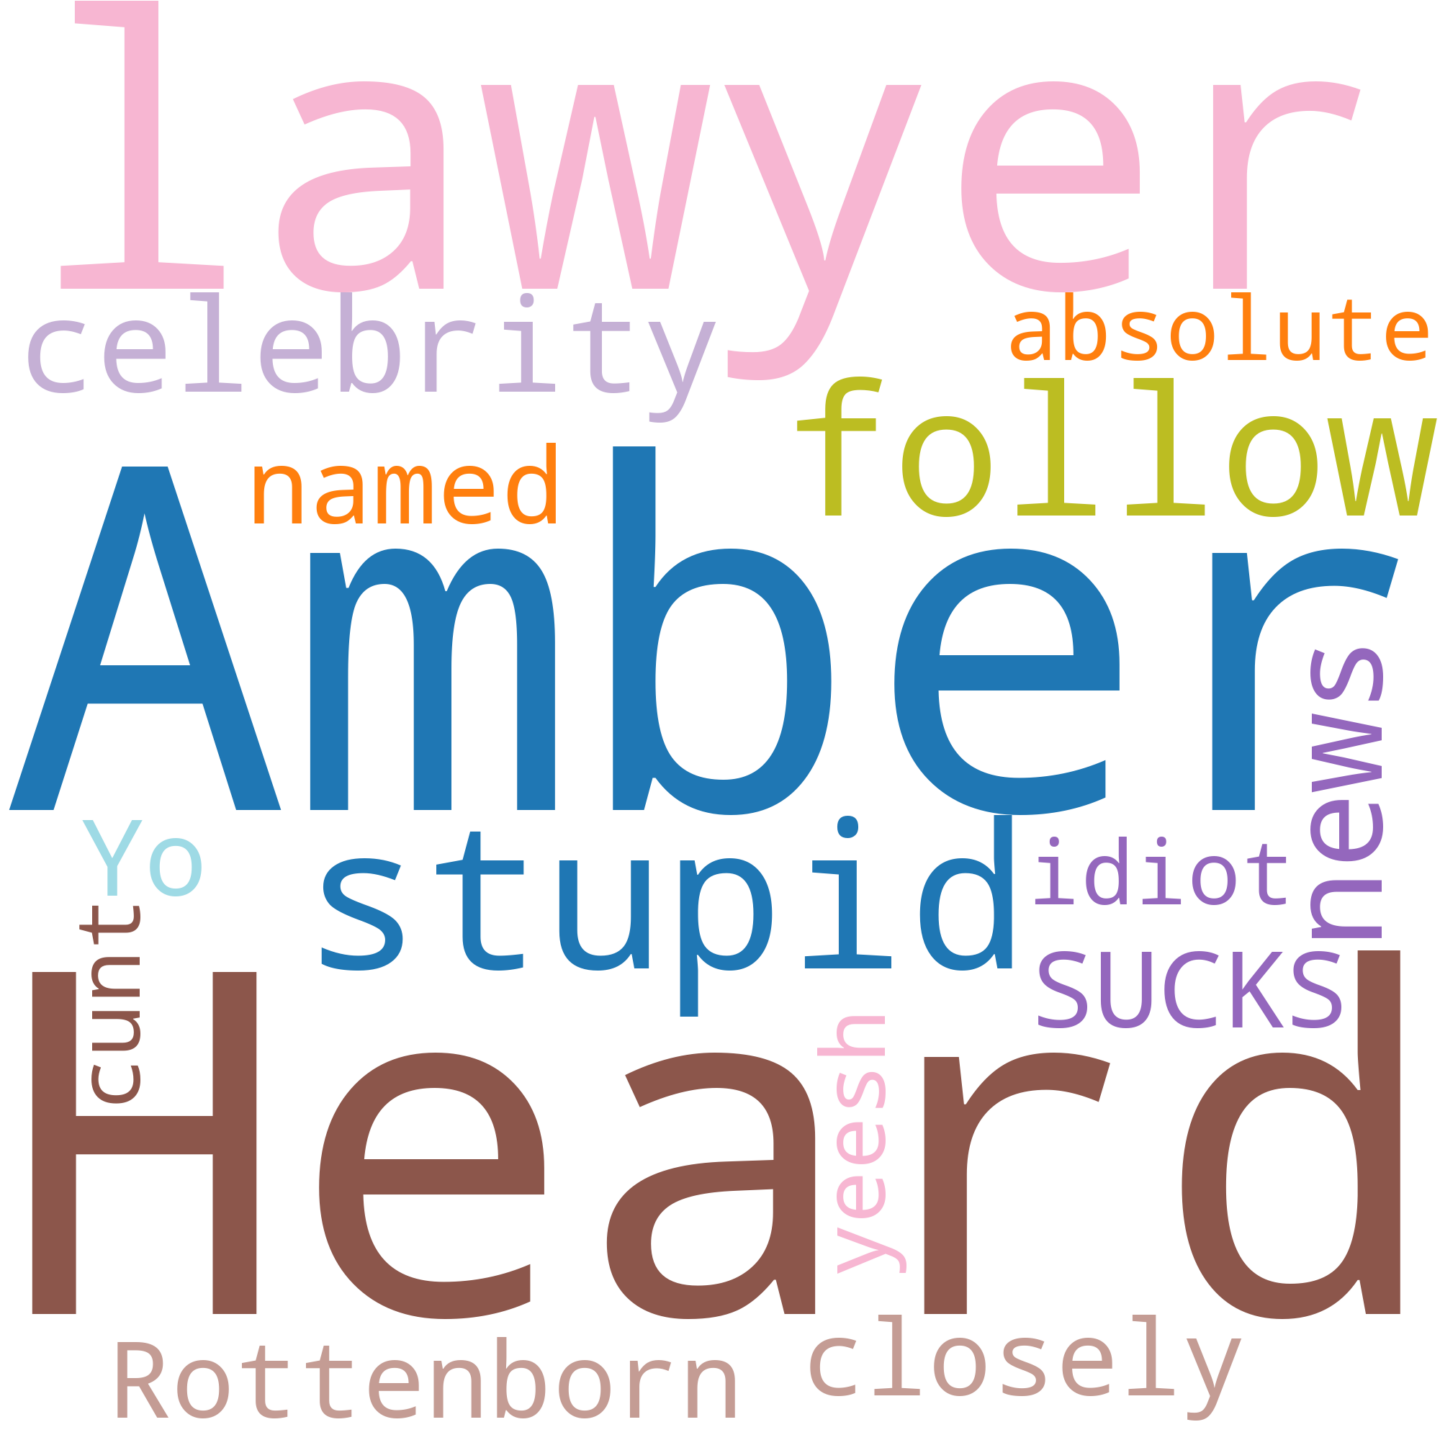 lawyer
celebrity
absolute
follow
named
Amber
news
Yo
stupid
idiot
cunt
SUCKS
Heard
yeesh
Rottenborn
closely